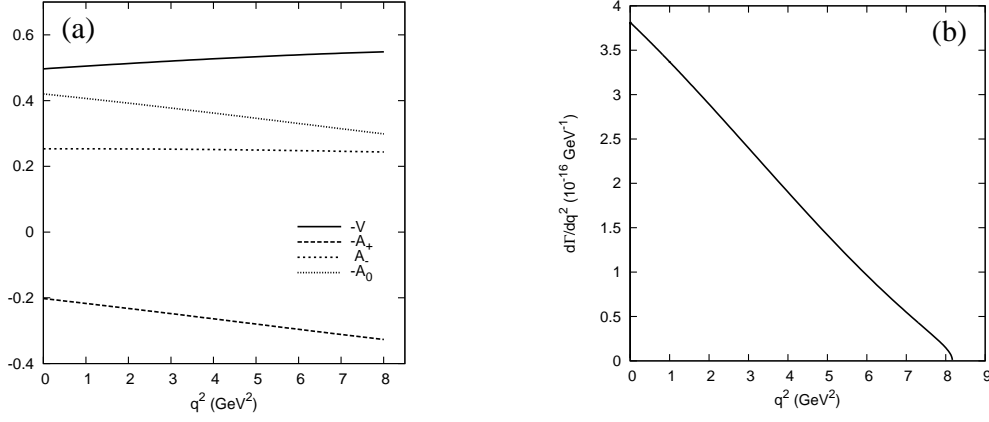 (a)
0.6
0.4
0.2
0
-0.2
-0.4
-V
-A+
A-
-A0
0 1 2 3 4 5 6 7 8
q2 (GeV2)
(b)
4
3.5
3
2.5
2
1.5
1
0.5
0
dΓ/dq2 (10-16 GeV-1)
0 1 2 3 4 5 6 7 8 9
q2 (GeV2)